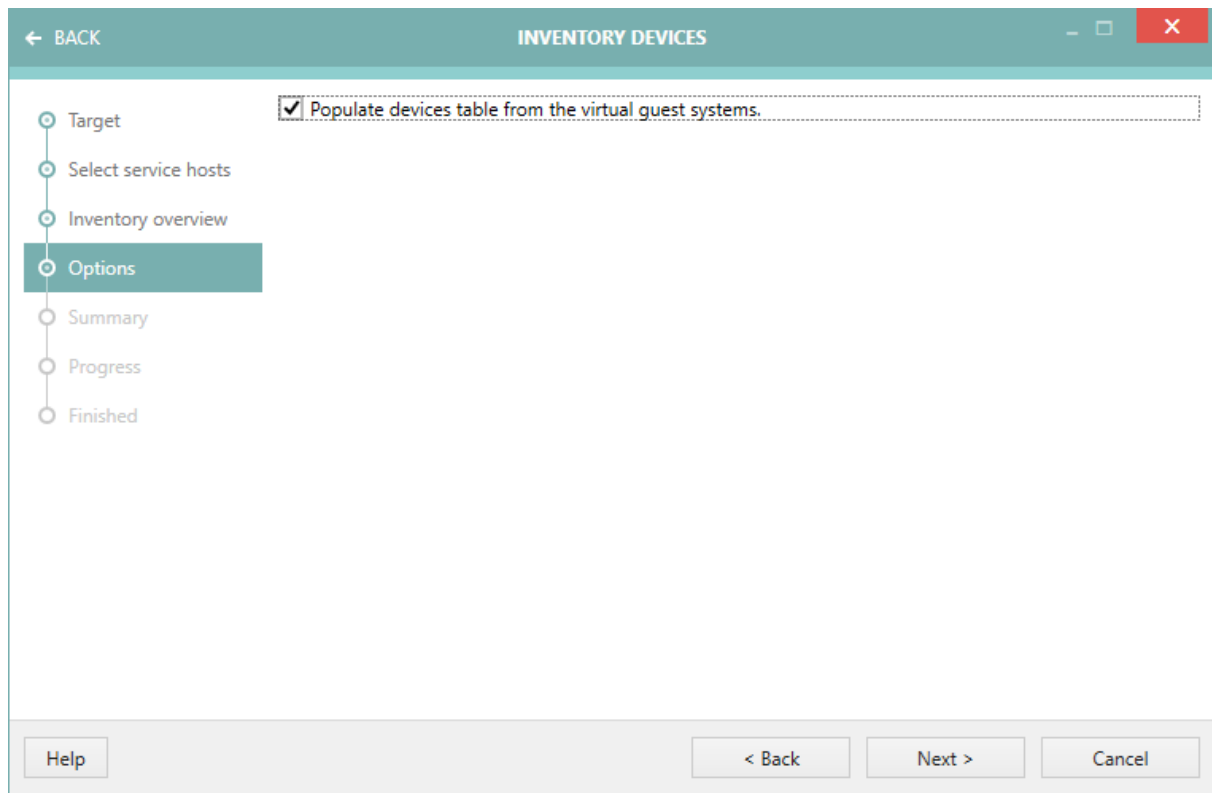 BACK
INVENTORY DEVICES
Target
Populate devices table from the virtual guest systems.
Select service hosts
Inventory overview
Options
Summary
Progress
Finished
Help
< Back
Next >
Cancel